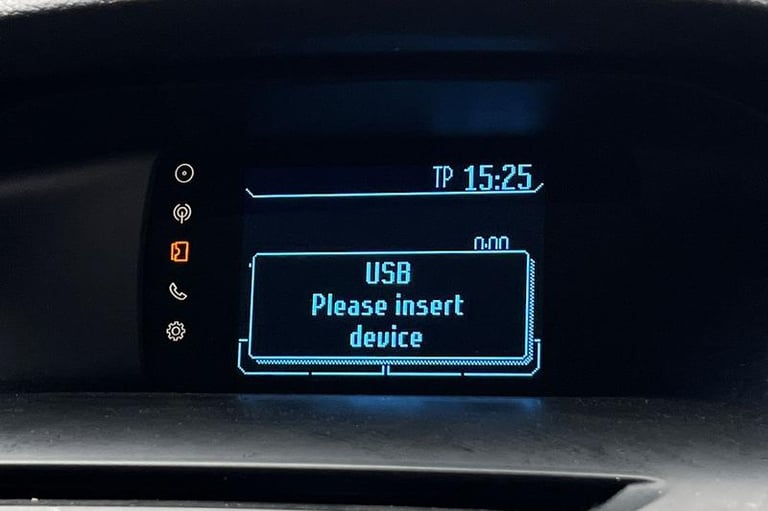 TP 15:25
0:00
USB
Please insert
device